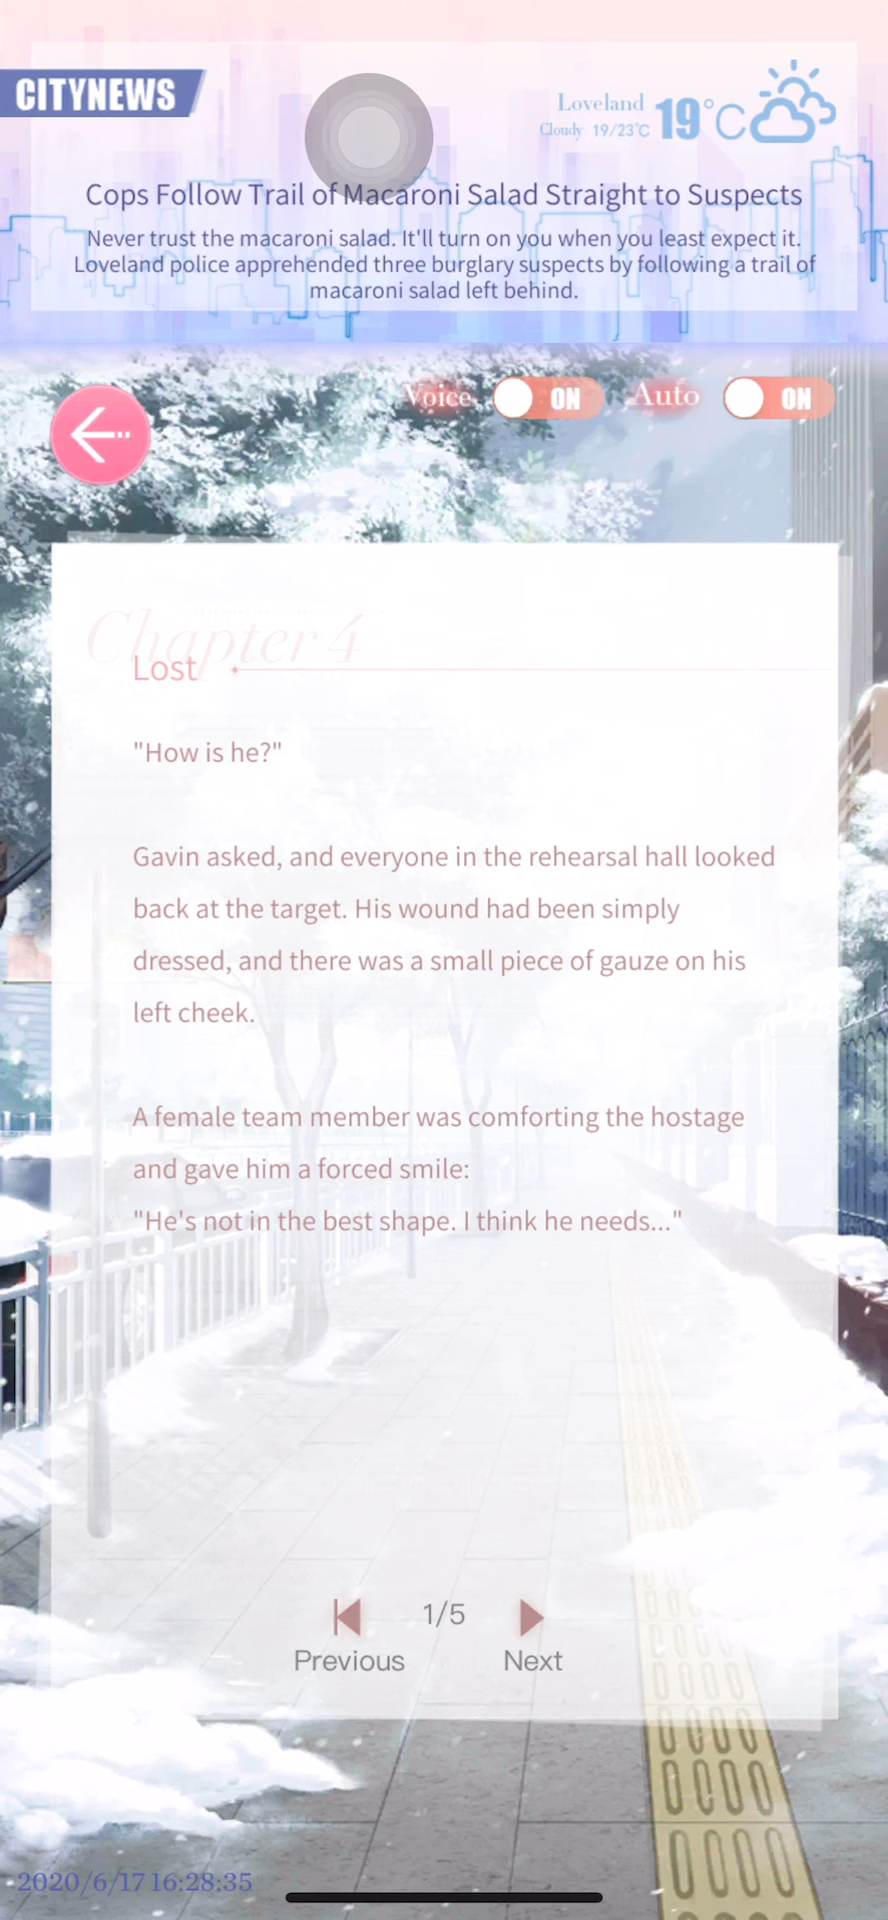 CITYNEWS
Loveland
Cloudy 19/23℃
19°C
Cops Follow Trail of Macaroni Salad Straight to Suspects
Never trust the macaroni salad. It'll turn on you when you least expect it.
Loveland police apprehended three burglary suspects by following a trail of
macaroni salad left behind.
Voice ON Auto ON
Chapter 4
Lost
"How is he?"
Gavin asked, and everyone in the rehearsal hall looked
back at the target. His wound had been simply
dressed, and there was a small piece of gauze on his
left cheek.
A female team member was comforting the hostage
and gave him a forced smile:
"He's not in the best shape. I think he needs..."
1/5
Previous Next
2020/6/17 16:28:35